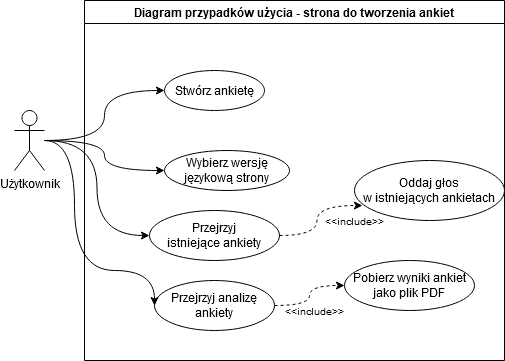 Diagram przypadków użycia - strona do tworzenia ankiet
Stwórz ankietę
Użytkownik
Wybierz wersję
językową strony
Oddaj głos
w istniejących ankietach
Przejrzyj
istniejące ankiety
<<include>>
Przejrzyj analizę
ankiety
<<include>>
Pobierz wyniki ankiet
jako plik PDF